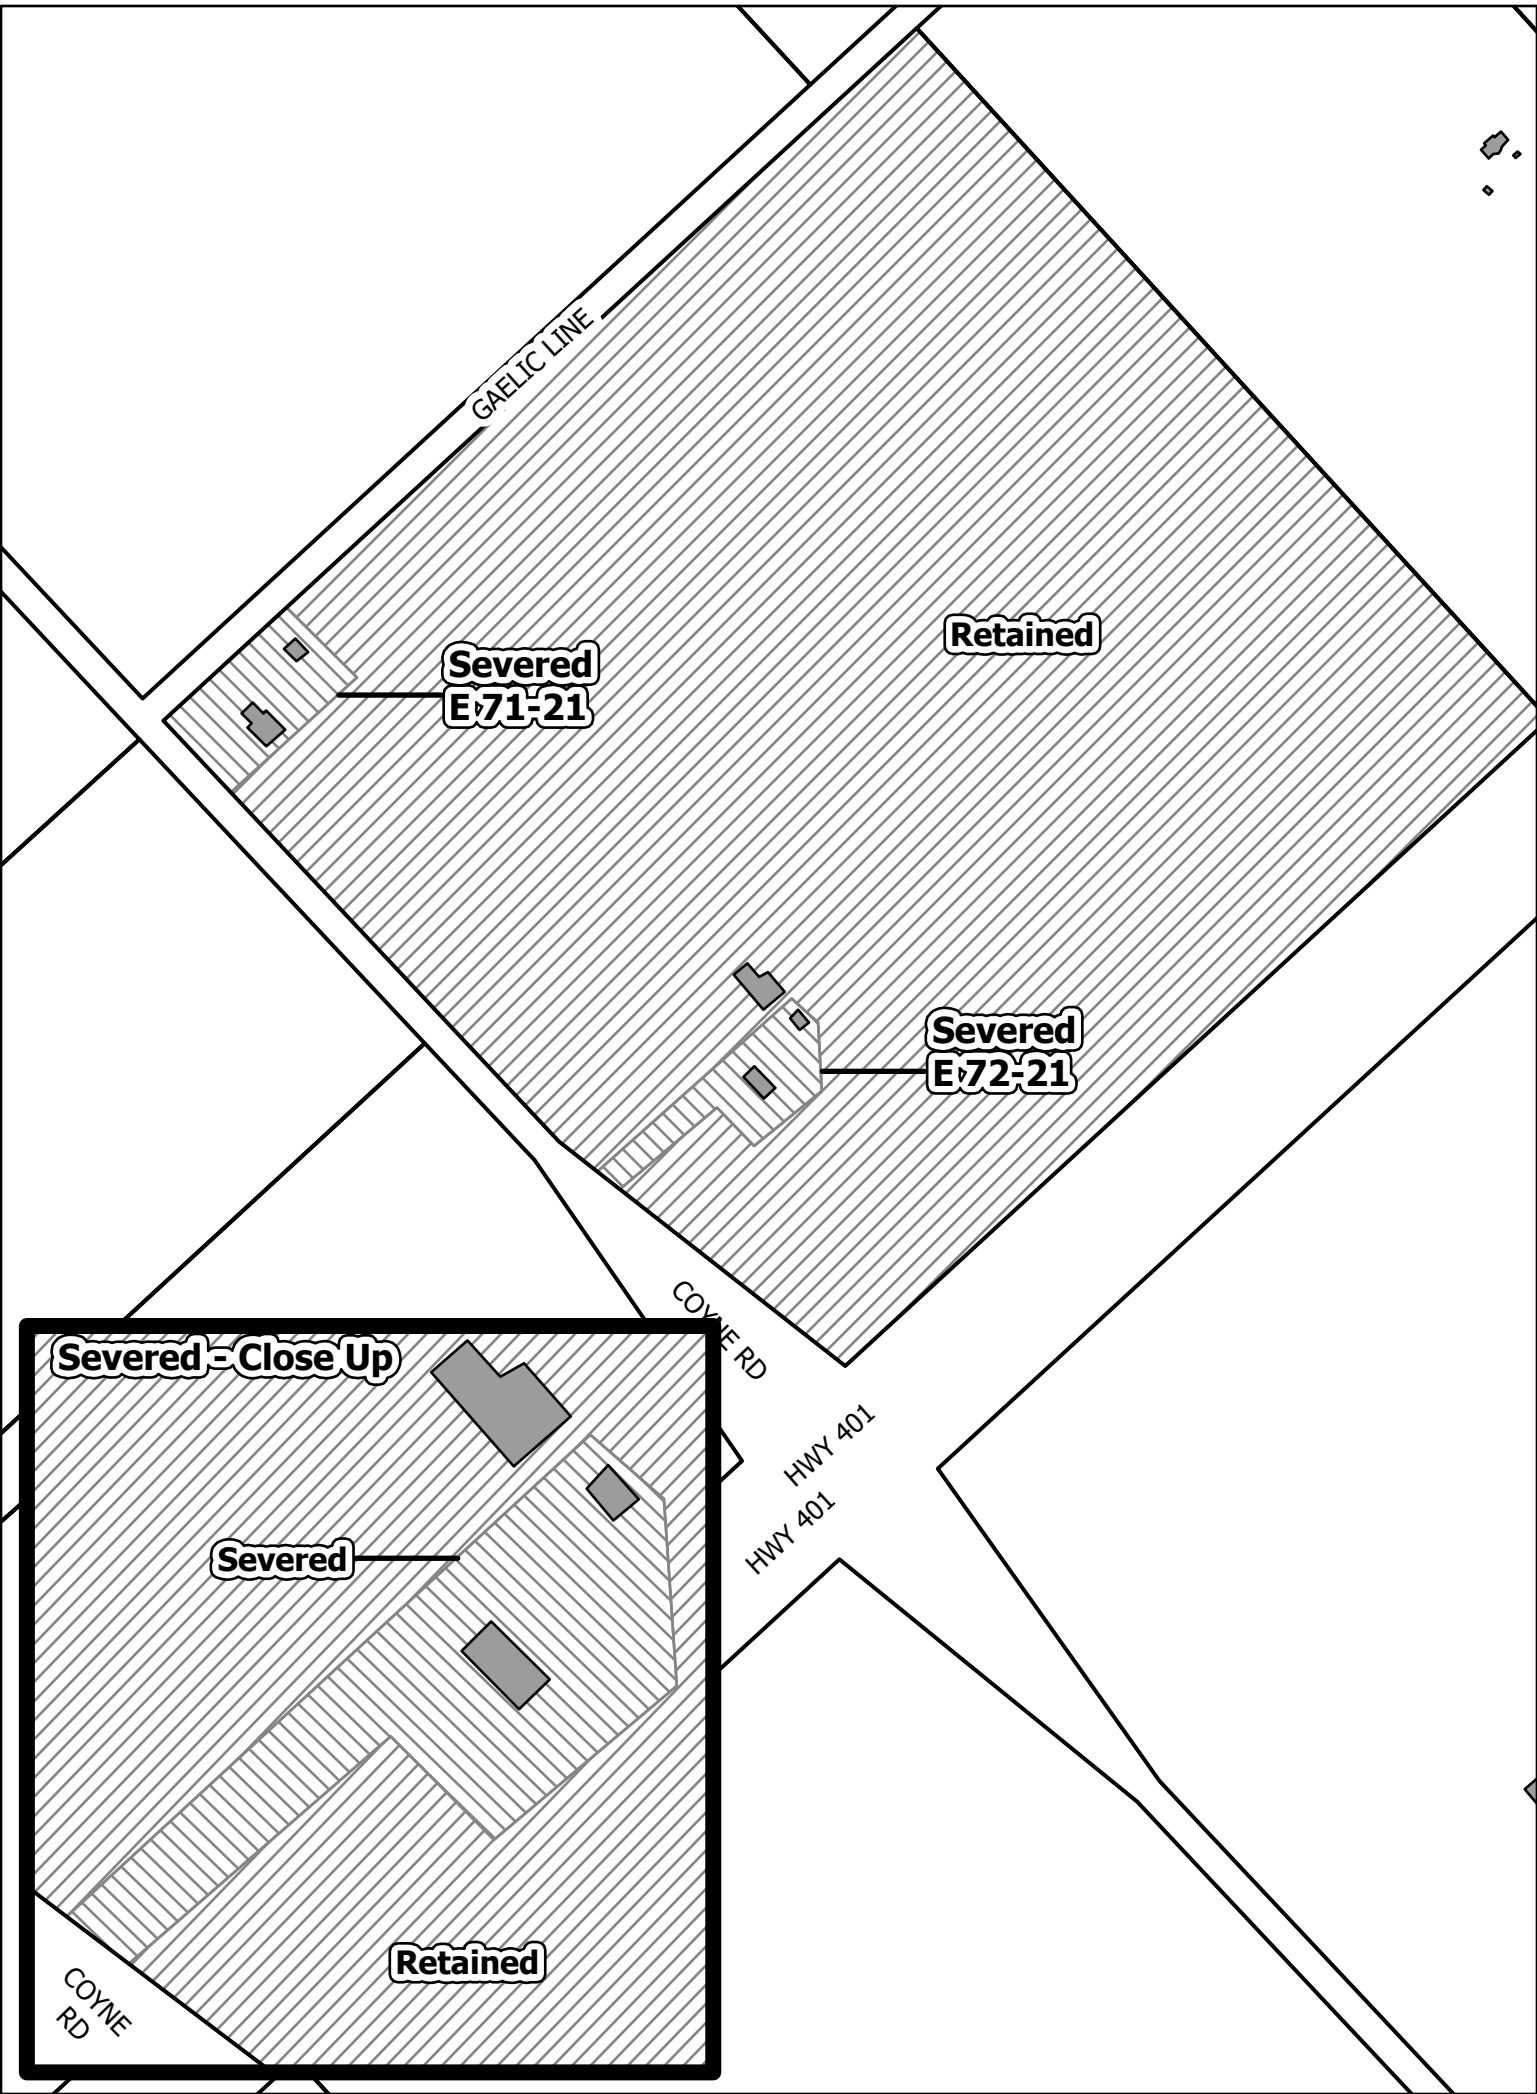 GAELIC LINE
Retained
Severed
E 71-21
Severed
E 72-21
COYNE RD
HWY 401
HWY 401
Severed - Close Up
Severed
Retained
COYNE
RD